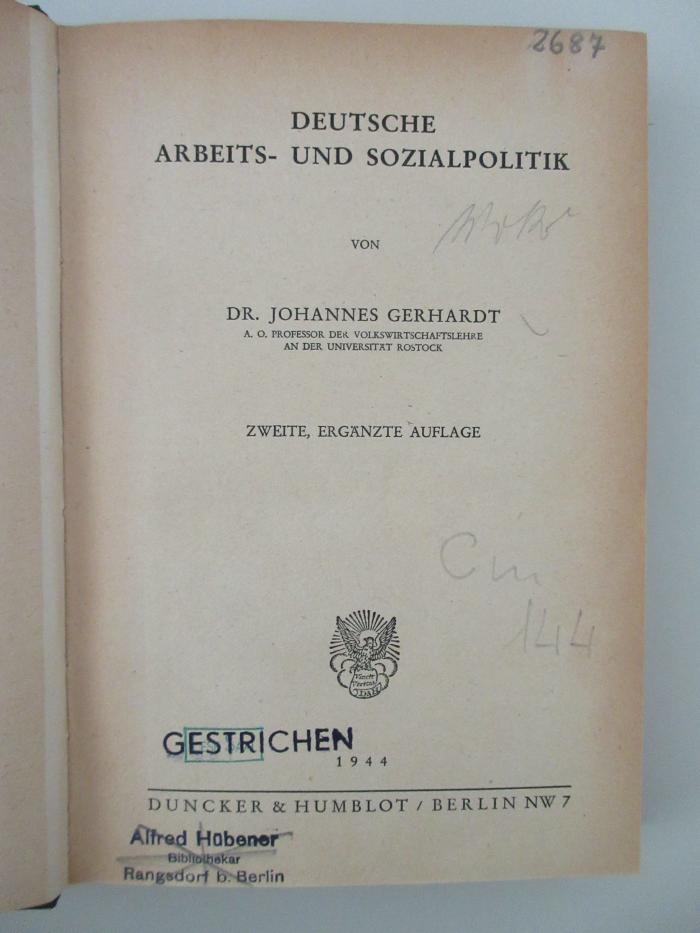 2687
DEUTSCHE
ARBEITS- UND SOZIALPOLITIK
VON
DR. JOHANNES GERHARDT
A. O. PROFESSOR DER VOLKSWIRTSCHAFTSLEHRE
AN DER UNIVERSITÄT ROSTOCK
ZWEITE, ERGÄNZTE AUFLAGE
Cm
144
GESTRICHEN
1944
DUNCKER & HUMBLOT / BERLIN NW 7
Alfred Hübener
Bibliothekar
Rangsdorf b. Berlin